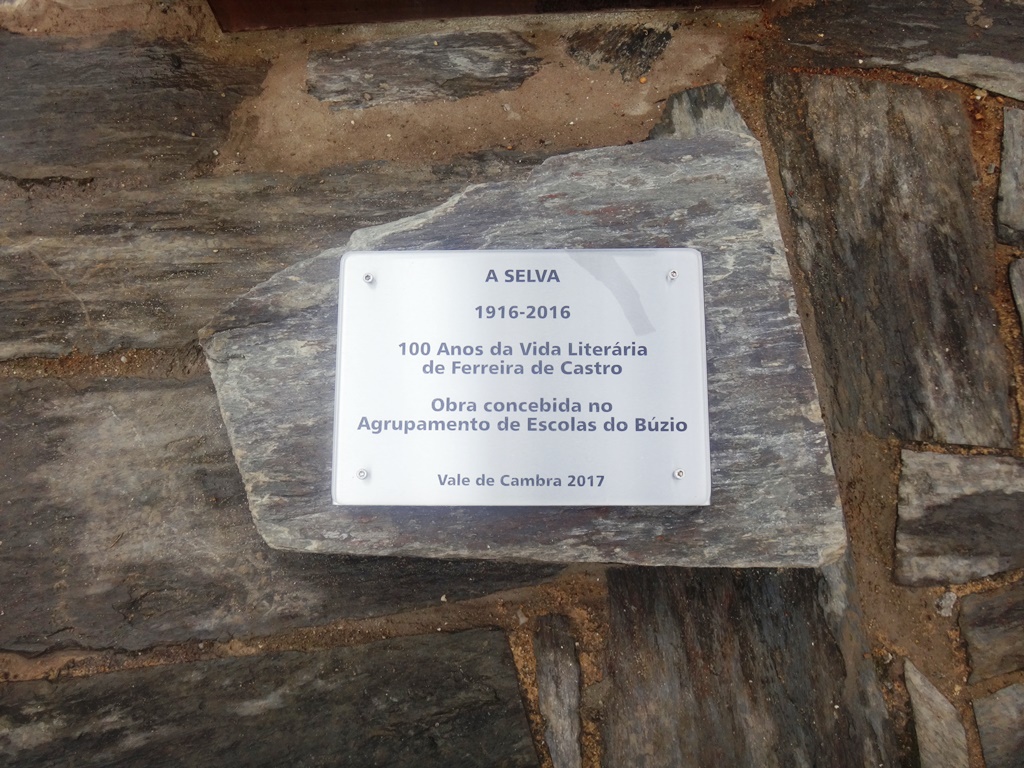 A SELVA
1916-2016
100 Anos da Vida Literária
de Ferreira de Castro
Obra concebida no
Agrupamento de Escolas do Búzio
Vale de Cambra 2017